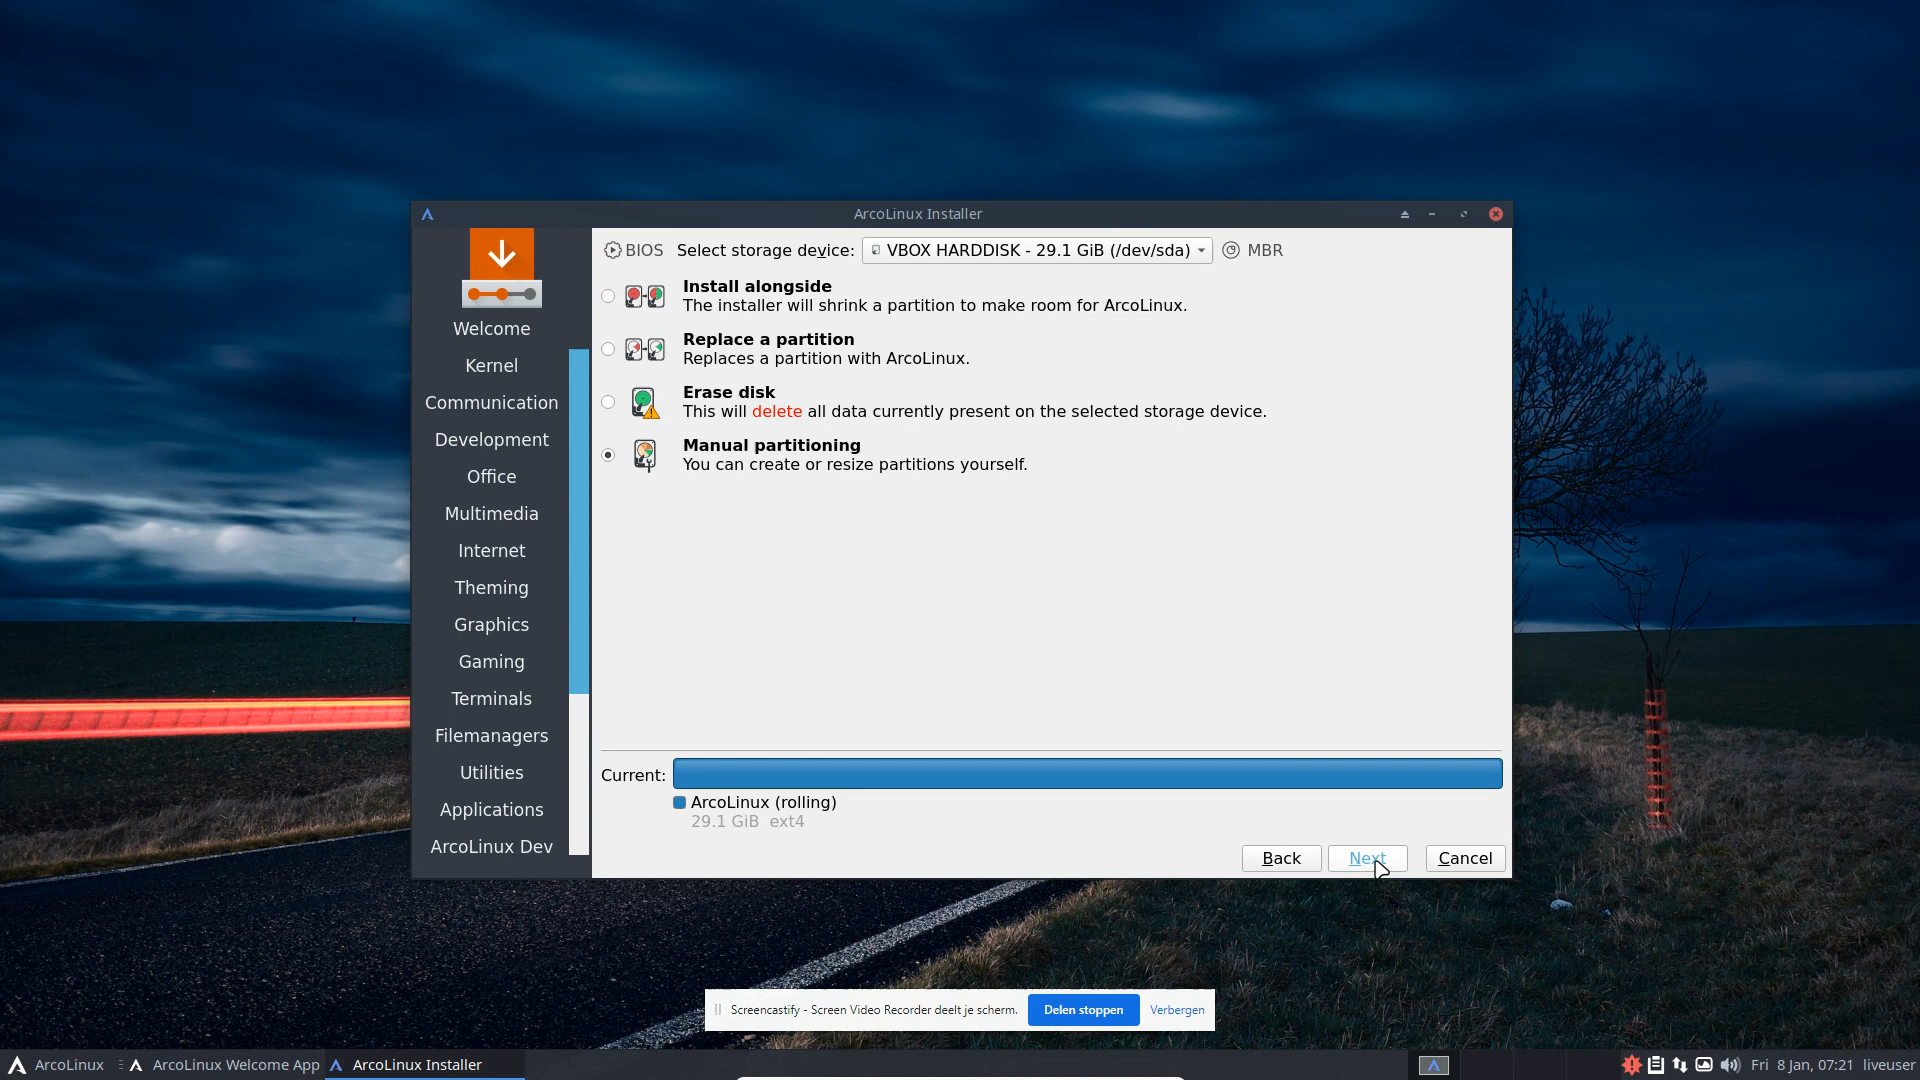 ArcoLinux Installer
BIOS Select storage device: VBOX HARDDISK - 29.1 GiB (/dev/sda) MBR
Welcome
Kernel
Communication
Development
Office
Multimedia
Internet
Theming
Graphics
Gaming
Terminals
Filemanagers
Utilities
Applications
ArcoLinux Dev
Install alongside
The installer will shrink a partition to make room for ArcoLinux.
Replace a partition
Replaces a partition with ArcoLinux.
Erase disk
This will delete all data currently present on the selected storage device.
Manual partitioning
You can create or resize partitions yourself.
Current:
ArcoLinux (rolling)
29.1 GiB ext4
Back Next Cancel
Screencastify - Screen Video Recorder deelt je scherm. Delen stoppen Verbergen
ArcoLinux ArcoLinux Welcome App ArcoLinux Installer Fri 8 Jan, 07:21 liveuser